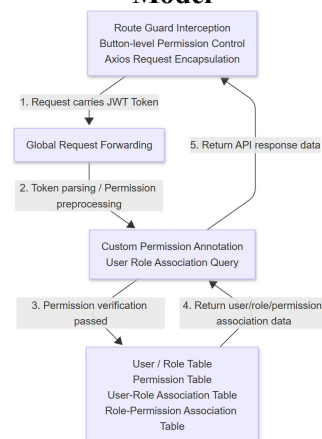 Model
Route Guard Interception
Button-level Permission Control
Axios Request Encapsulation
1. Request carries JWT Token
Global Request Forwarding
5. Return API response data
2. Token parsing / Permission
preprocessing
Custom Permission Annotation
User Role Association Query
3. Permission verification
passed
4. Return user/role/permission
association data
User / Role Table
Permission Table
User-Role Association Table
Role-Permission Association
Table